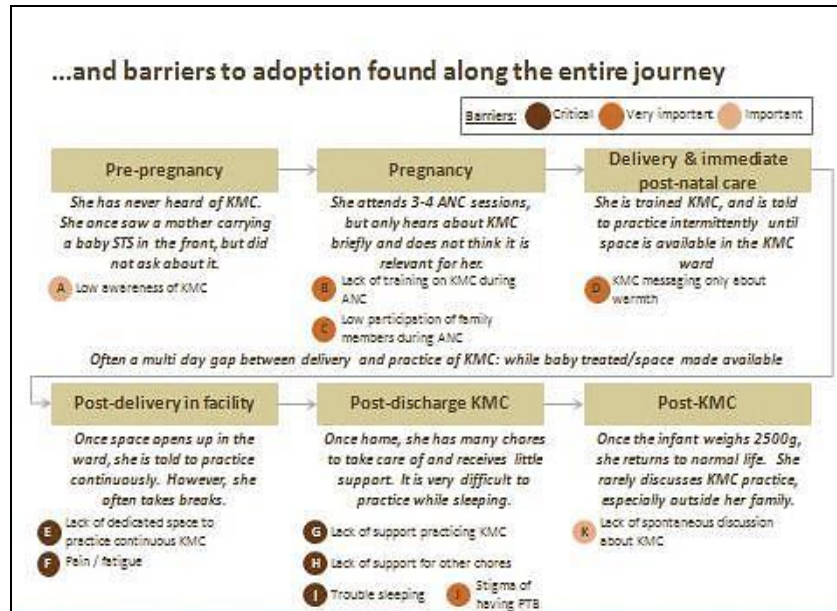 ...and barriers to adoption found along the entire journey
Barriers: Critical Very important Important
Pre-pregnancy
She has never heard of KMC.
She once saw a mother carrying
a baby STS in the front, but did
not ask about it.
A Low awareness of KMC
Pregnancy
She attends 3-4 ANC sessions,
but only hears about KMC
briefly and does not think it is
relevant for her.
B Lack of training on KMC during
ANC
C Low participation of family
members during ANC
Delivery & immediate
post-natal care
She is trained KMC, and is told
to practice intermittently until
space is available in the KMC
ward
D KMC messaging only about
warmth
Often a multi day gap between delivery and practice of KMC: while baby treated/space made available
Post-delivery in facility
Once space opens up in the
ward, she is told to practice
continuously. However, she
often takes breaks.
E Lack of dedicated space to
practice continuous KMC
F Pain / fatigue
Post-discharge KMC
Once home, she has many chores
to take care of and receives little
support. It is very difficult to
practice while sleeping.
G Lack of support practicing KMC
H Lack of support for other chores
I Trouble sleeping
J Stigma of
having PTB
Post-KMC
Once the infant weighs 2500g,
she returns to normal life. She
rarely discusses KMC practice,
especially outside her family.
K Lack of spontaneous discussion
about KMC